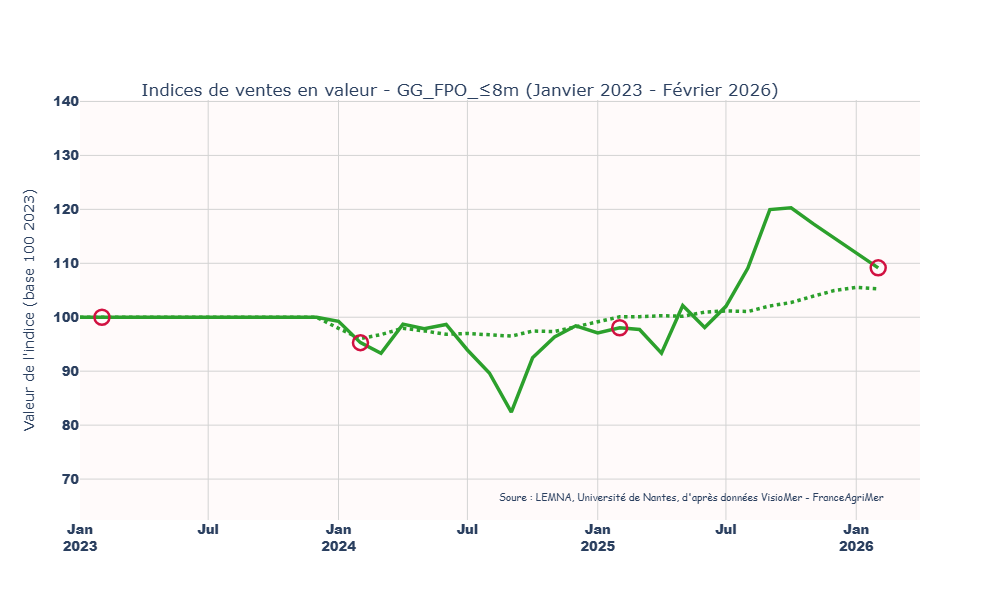 Indices de ventes en valeur - GG_FPO_≤8m (Janvier 2023 - Février 2026)
Valeur de l'indice (base 100 2023)
140
130
120
110
100
90
80
70
Soure : LEMNA, Université de Nantes, d'après données VisioMer - FranceAgriMer
Jan Jul Jan Jul Jan Jul Jan
2023 2024 2025 2026